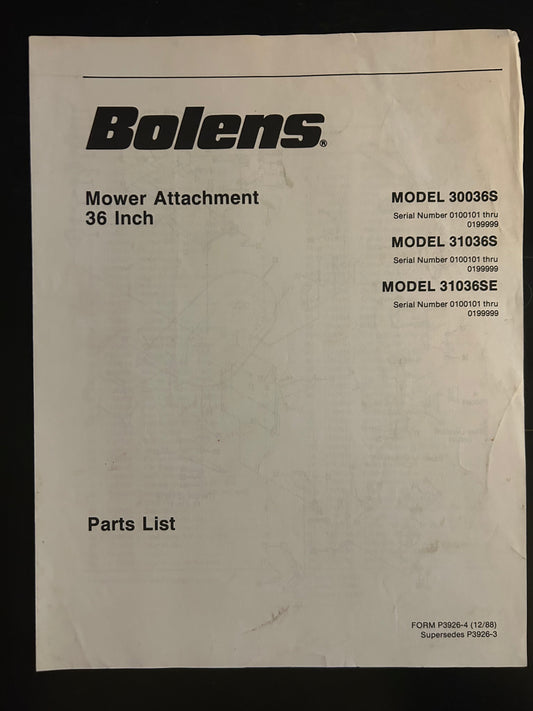 Bolens®
Mower Attachment
36 Inch
MODEL 30036S
Serial Number 0100101 thru
0199999
MODEL 31036S
Serial Number 0100101 thru
0199999
MODEL 31036SE
Serial Number 0100101 thru
0199999
Parts List
FORM P3926-4 (12/88)
Supersedes P3926-3